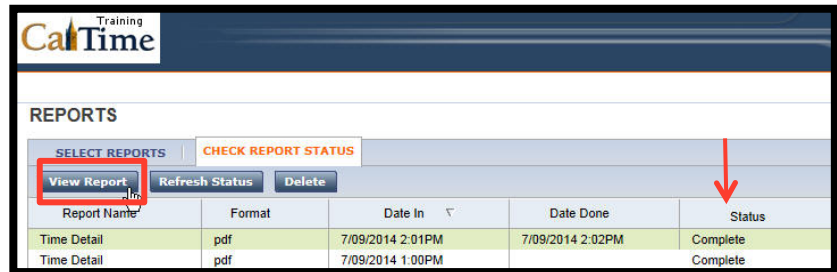 Training
CalTime
REPORTS
SELECT REPORTS CHECK REPORT STATUS
View Report Refresh Status Delete
Report Name Format Date In Date Done Status
Time Detail pdf 7/09/2014 2:01PM 7/09/2014 2:02PM Complete
Time Detail pdf 7/09/2014 1:00PM Complete